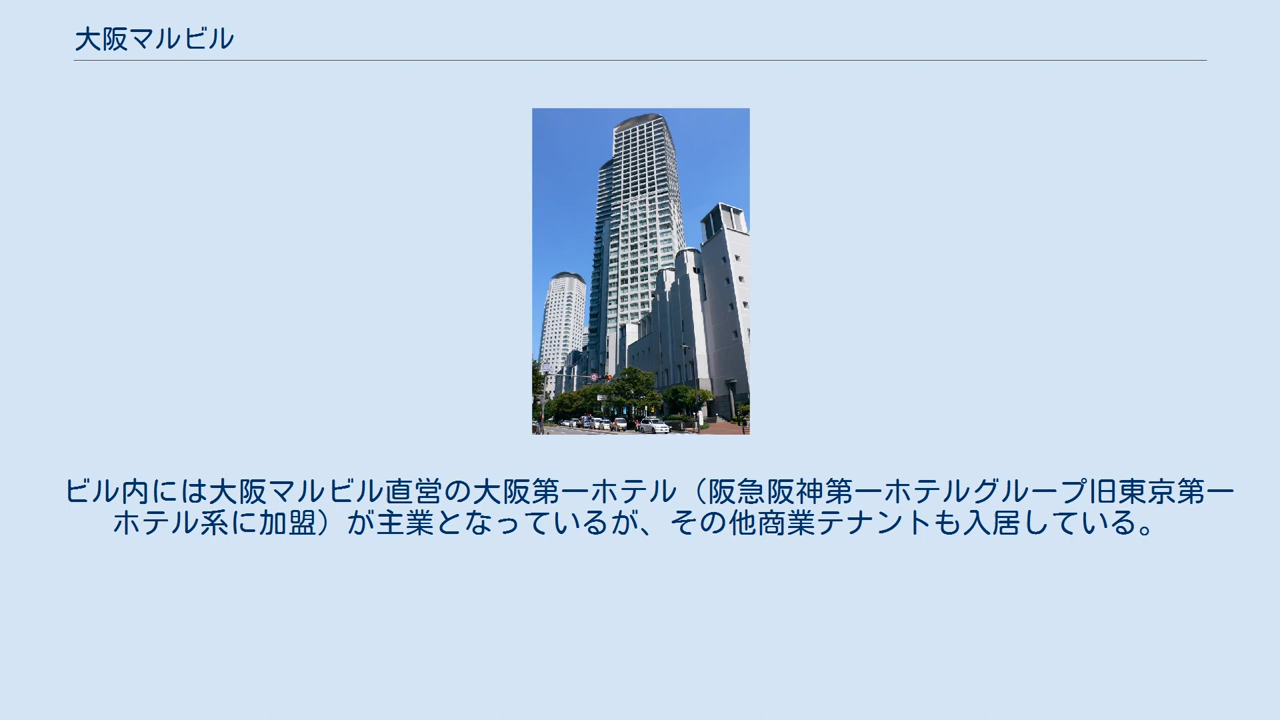 大阪マルビル
ビル内には大阪マルビル直営の大阪第一ホテル（阪急阪神第一ホテルグループ旧東京第一
ホテル系に加盟）が主業となっているが、その他商業テナントも入居している。